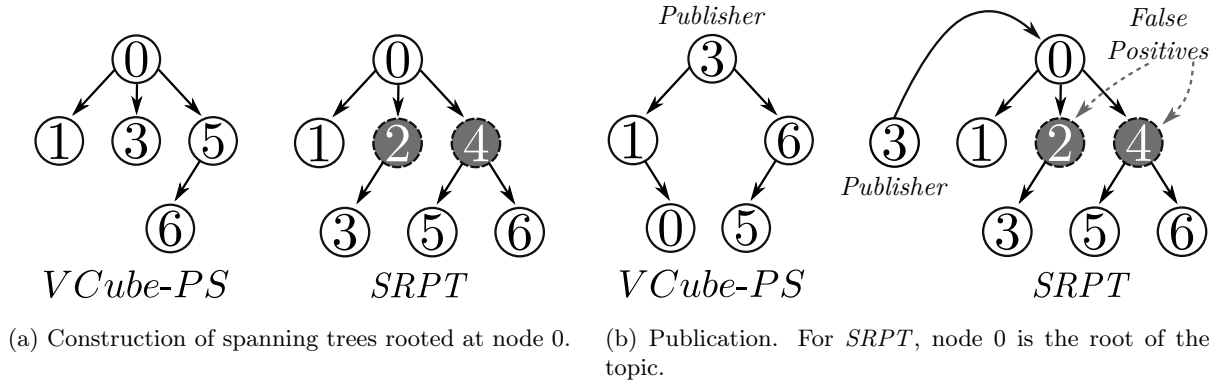 Publisher
False
Positives
0
0
3
0
1
3
5
1
2
4
1
6
3
Publisher
1
2
4
6
3
5
6
0
5
3
5
6
VCube-PS
SRPT
VCube-PS
SRPT
(a) Construction of spanning trees rooted at node 0.
(b) Publication. For SRPT, node 0 is the root of the
topic.